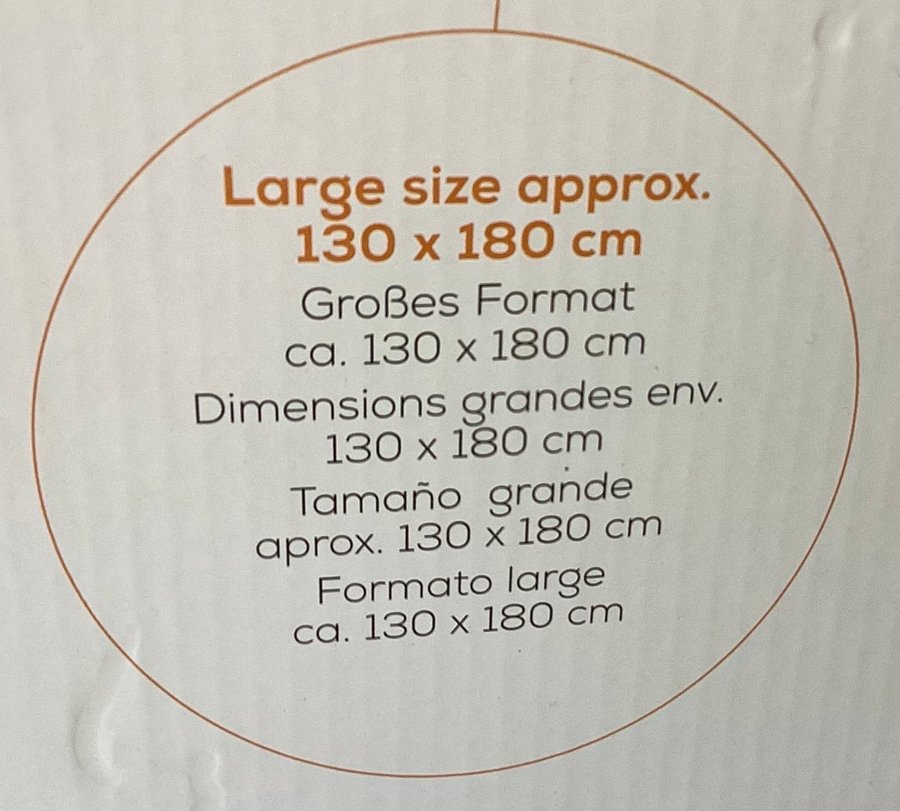 Large size approx.
130 x 180 cm
Großes Format
ca. 130 x 180 cm
Dimensions grandes env.
130 x 180 cm
Tamaño grande
aprox. 130 x 180 cm
Formato large
ca. 130 x 180 cm